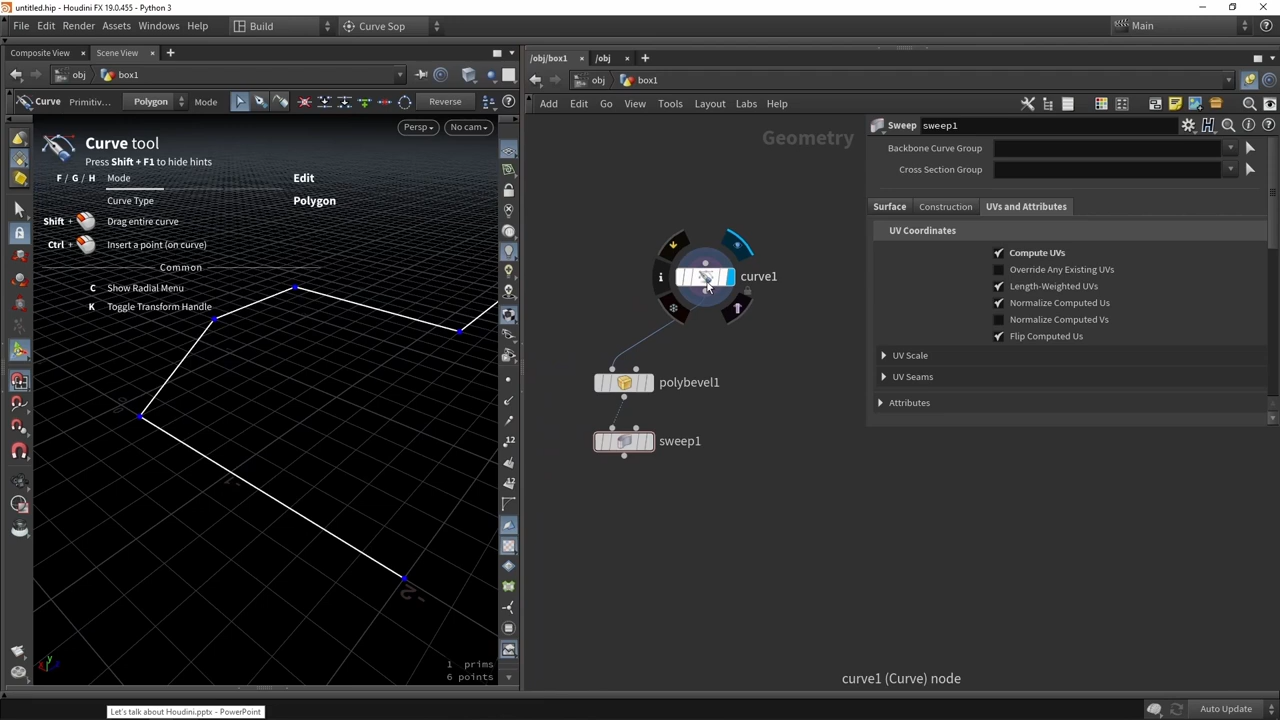 untitled.hip - Houdini FX 19.0.455 - Python 3
File Edit Render Assets Windows Help Build Curve Sop Main
Composite View Scene View
/obj/box1 /obj
obj box1
obj box1
Curve Primitiv... Polygon Mode Reverse
Add Edit Go View Tools Layout Labs Help
Persp No cam
Curve tool
Press Shift + F1 to hide hints
F / G / H Mode Edit
Curve Type Polygon
Shift + Drag entire curve
Ctrl + Insert a point (on curve)
Common
C Show Radial Menu
K Toggle Transform Handle
-2
1 prims
6 points
12
12
Geometry
curve1
polybevel1
sweep1
curve1 (Curve) node
Sweep sweep1
Backbone Curve Group
Cross Section Group
Surface Construction UVs and Attributes
UV Coordinates
Compute UVs
Override Any Existing UVs
Length-Weighted UVs
Normalize Computed Us
Normalize Computed Vs
Flip Computed Us
UV Scale
UV Seams
Attributes
Let's talk about Houdini.pptx - PowerPoint
Auto Update